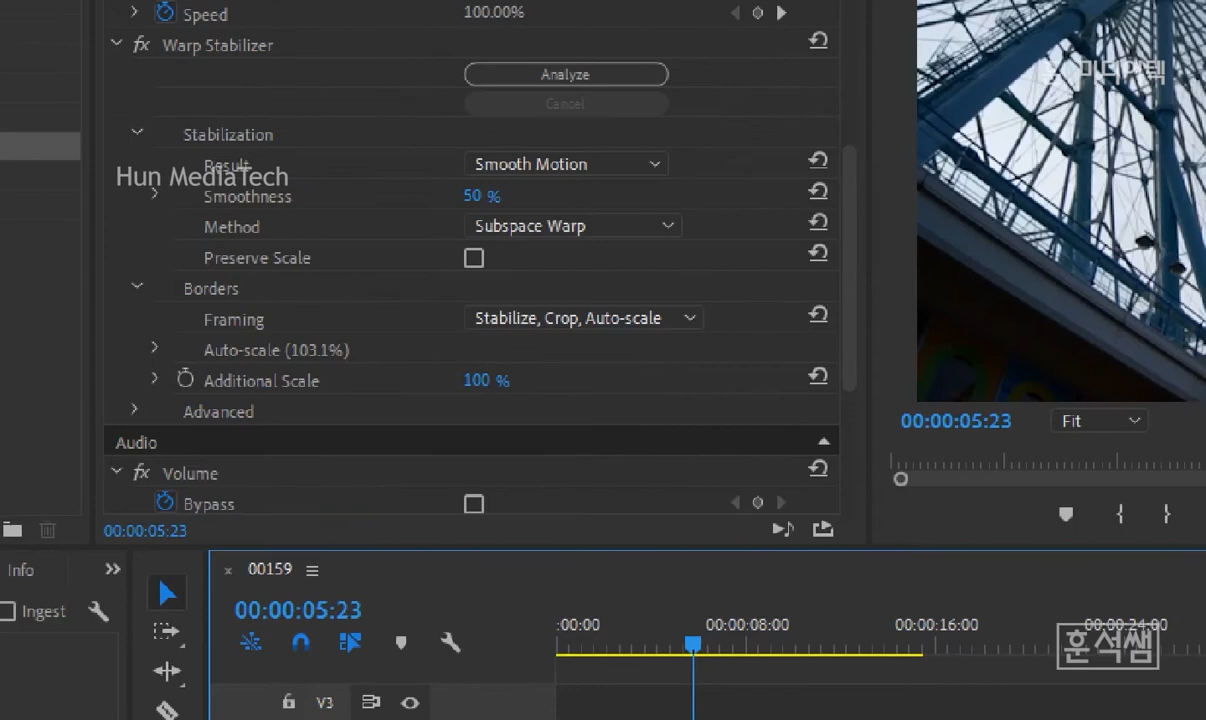 Speed 100.00%
fx Warp Stabilizer
Analyze
Cancel
Stabilization
Result Smooth Motion
Hun MediaTech
Smoothness 50 %
Method Subspace Warp
Preserve Scale
Borders
Framing Stabilize, Crop, Auto-scale
Auto-scale (103.1%)
Additional Scale 100 %
Advanced
Audio
fx Volume
Bypass
00:00:05:23
00:00:05:23 Fit
Info
Ingest
× 00159
00:00:05:23
:00:00 00:00:08:00 00:00:16:00 00:00:24:00
훈석쌤
V3